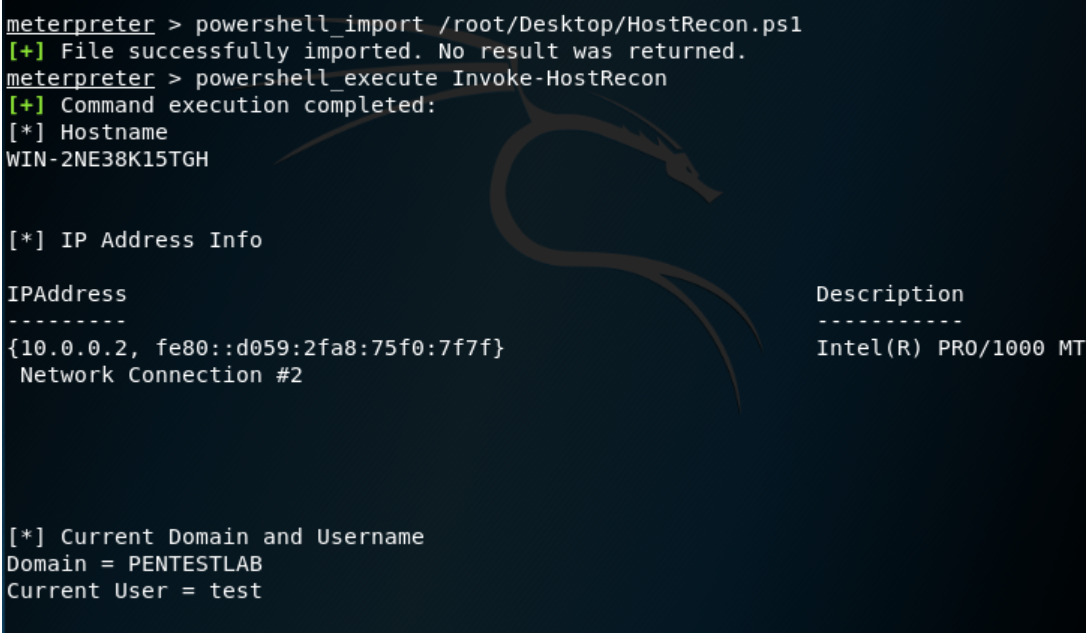 meterpreter > powershell_import /root/Desktop/HostRecon.ps1
[+] File successfully imported. No result was returned.
meterpreter > powershell_execute Invoke-HostRecon
[+] Command execution completed:
[*] Hostname
WIN-2NE38K15TGH
[*] IP Address Info
IPAddress Description
--------- -----------
{10.0.0.2, fe80::d059:2fa8:75f0:7f7f} Intel(R) PRO/1000 MT
Network Connection #2
[*] Current Domain and Username
Domain = PENTESTLAB
Current User = test